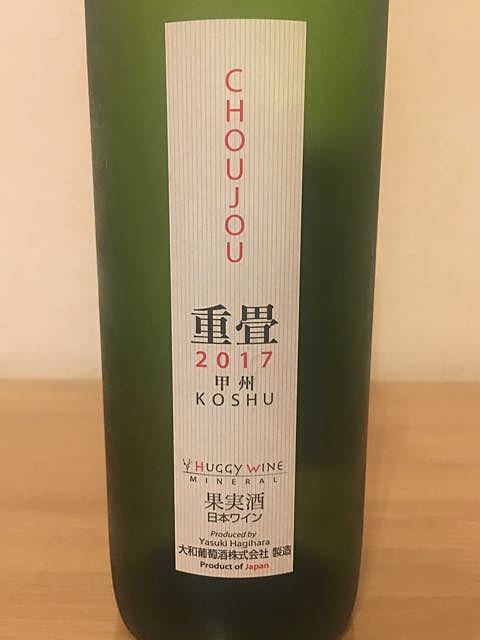 CHOUJOU
重畳
2017
甲州
KOSHU
HUGGY WINE
MINERAL
果実酒
日本ワイン
Produced by
Yasuki Hagihara
大和葡萄酒株式会社 製造
Product of Japan